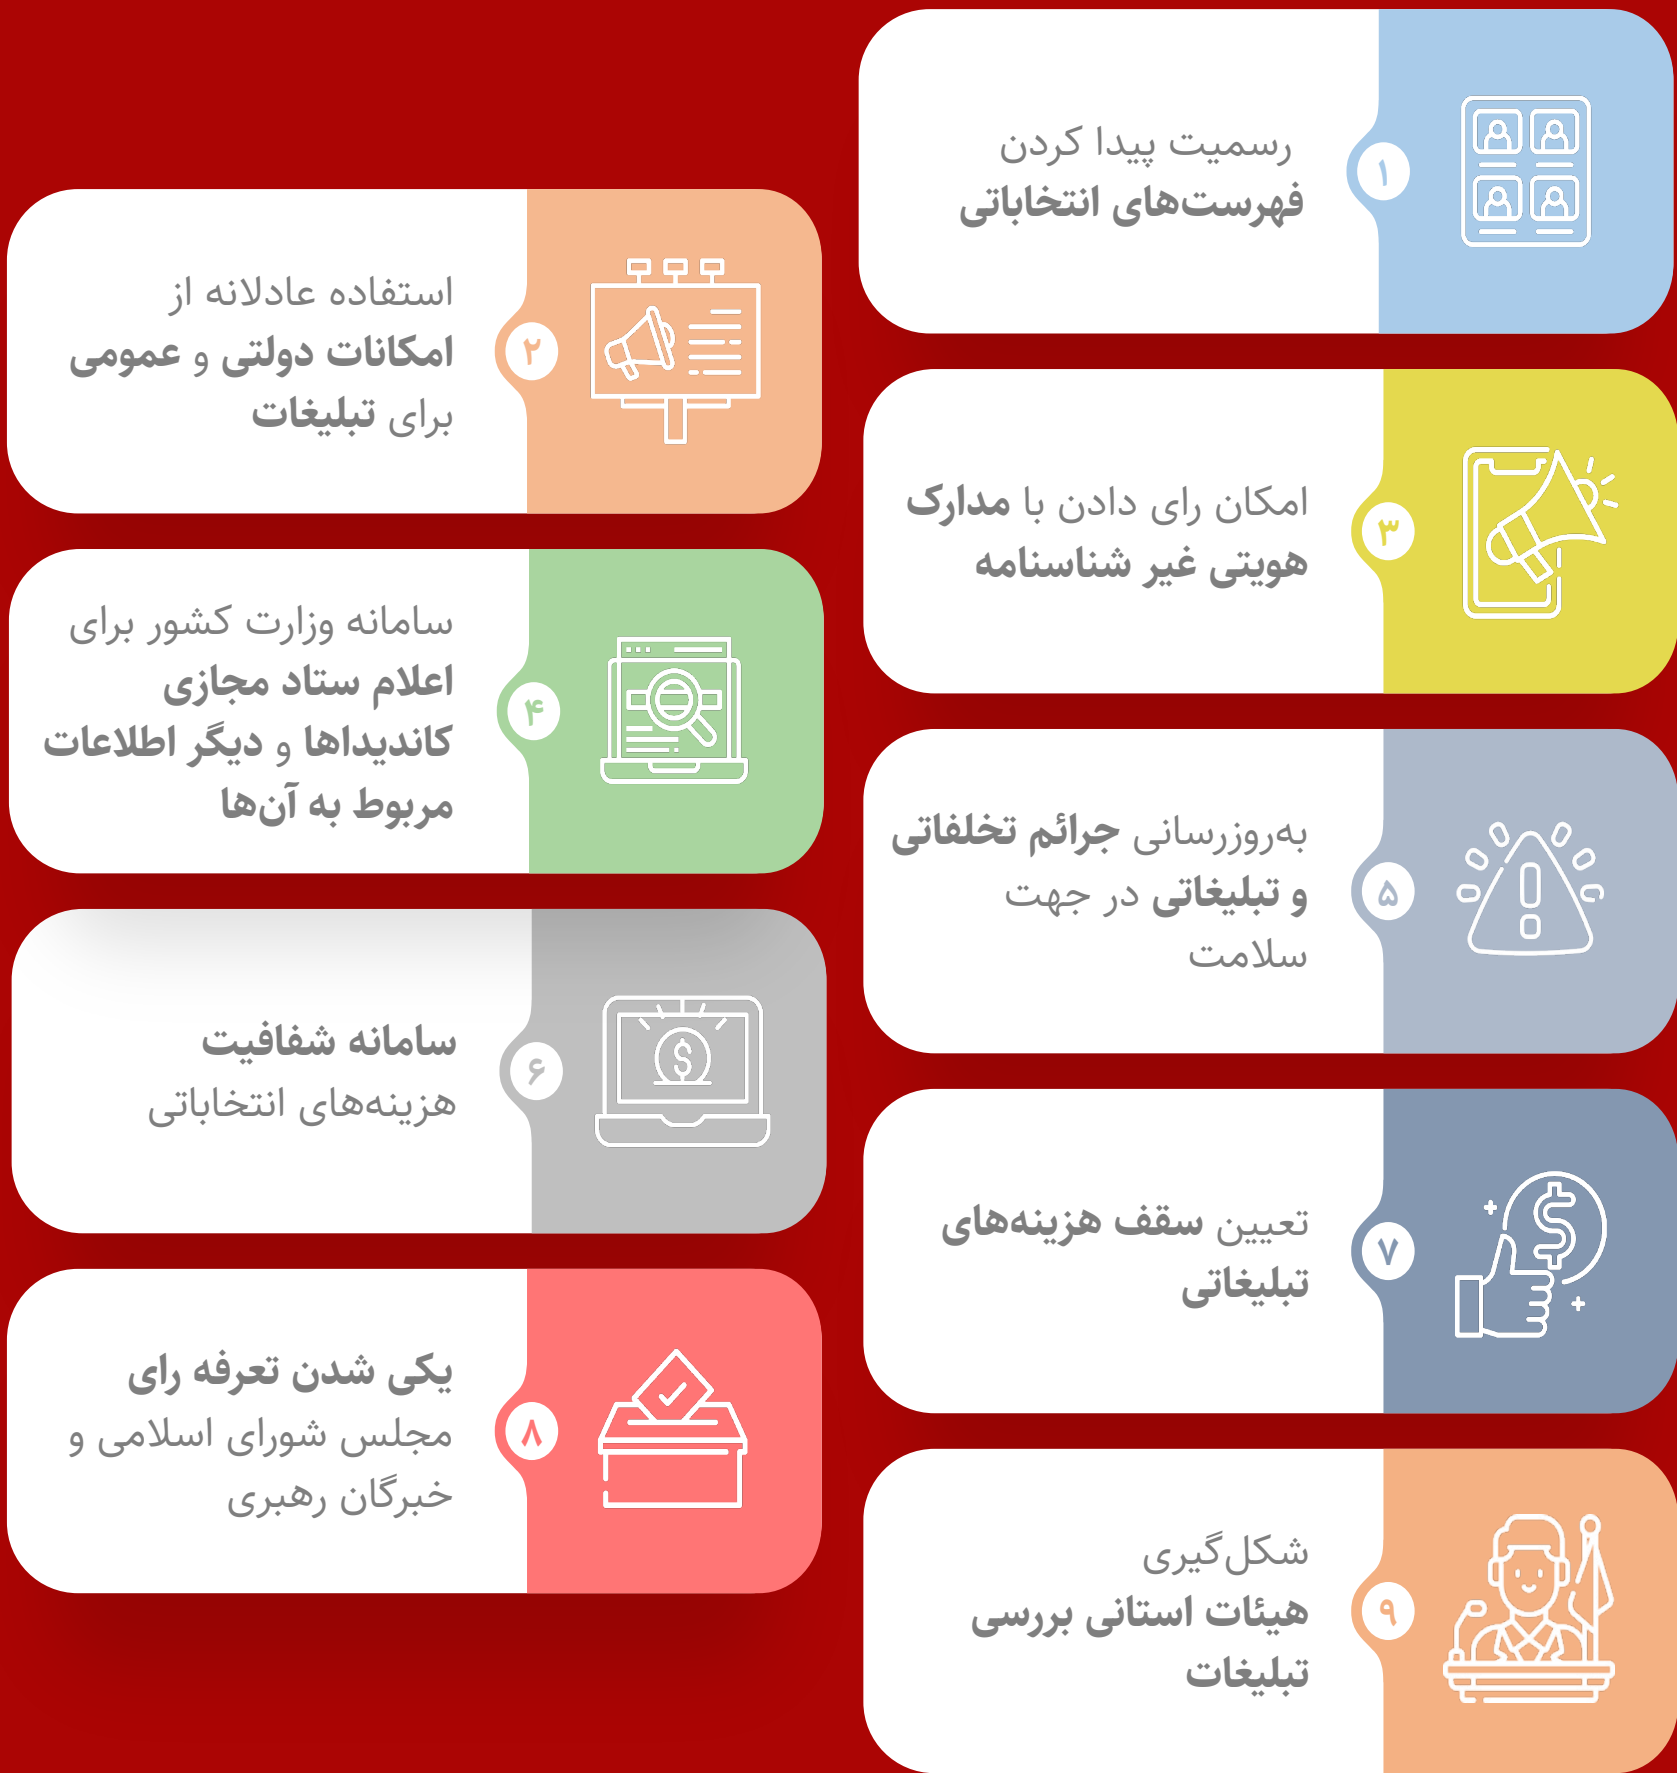 ۱
رسمیت پیدا کردن
فهرست‌های انتخاباتی
۲
استفاده عادلانه از
امکانات دولتی و عمومی
برای تبلیغات
۳
امکان رای دادن با مدارک
هویتی غیر شناسنامه
۴
سامانه وزارت کشور برای
اعلام ستاد مجازی
کاندیداها و دیگر اطلاعات
مربوط به آن‌ها
۵
به‌روزرسانی جرائم تخلفاتی
و تبلیغاتی در جهت
سلامت
۶
سامانه شفافیت
هزینه‌های انتخاباتی
۷
تعیین سقف هزینه‌های
تبلیغاتی
۸
یکی شدن تعرفه رای
مجلس شورای اسلامی و
خبرگان رهبری
۹
شکل‌گیری
هیئات استانی بررسی
تبلیغات